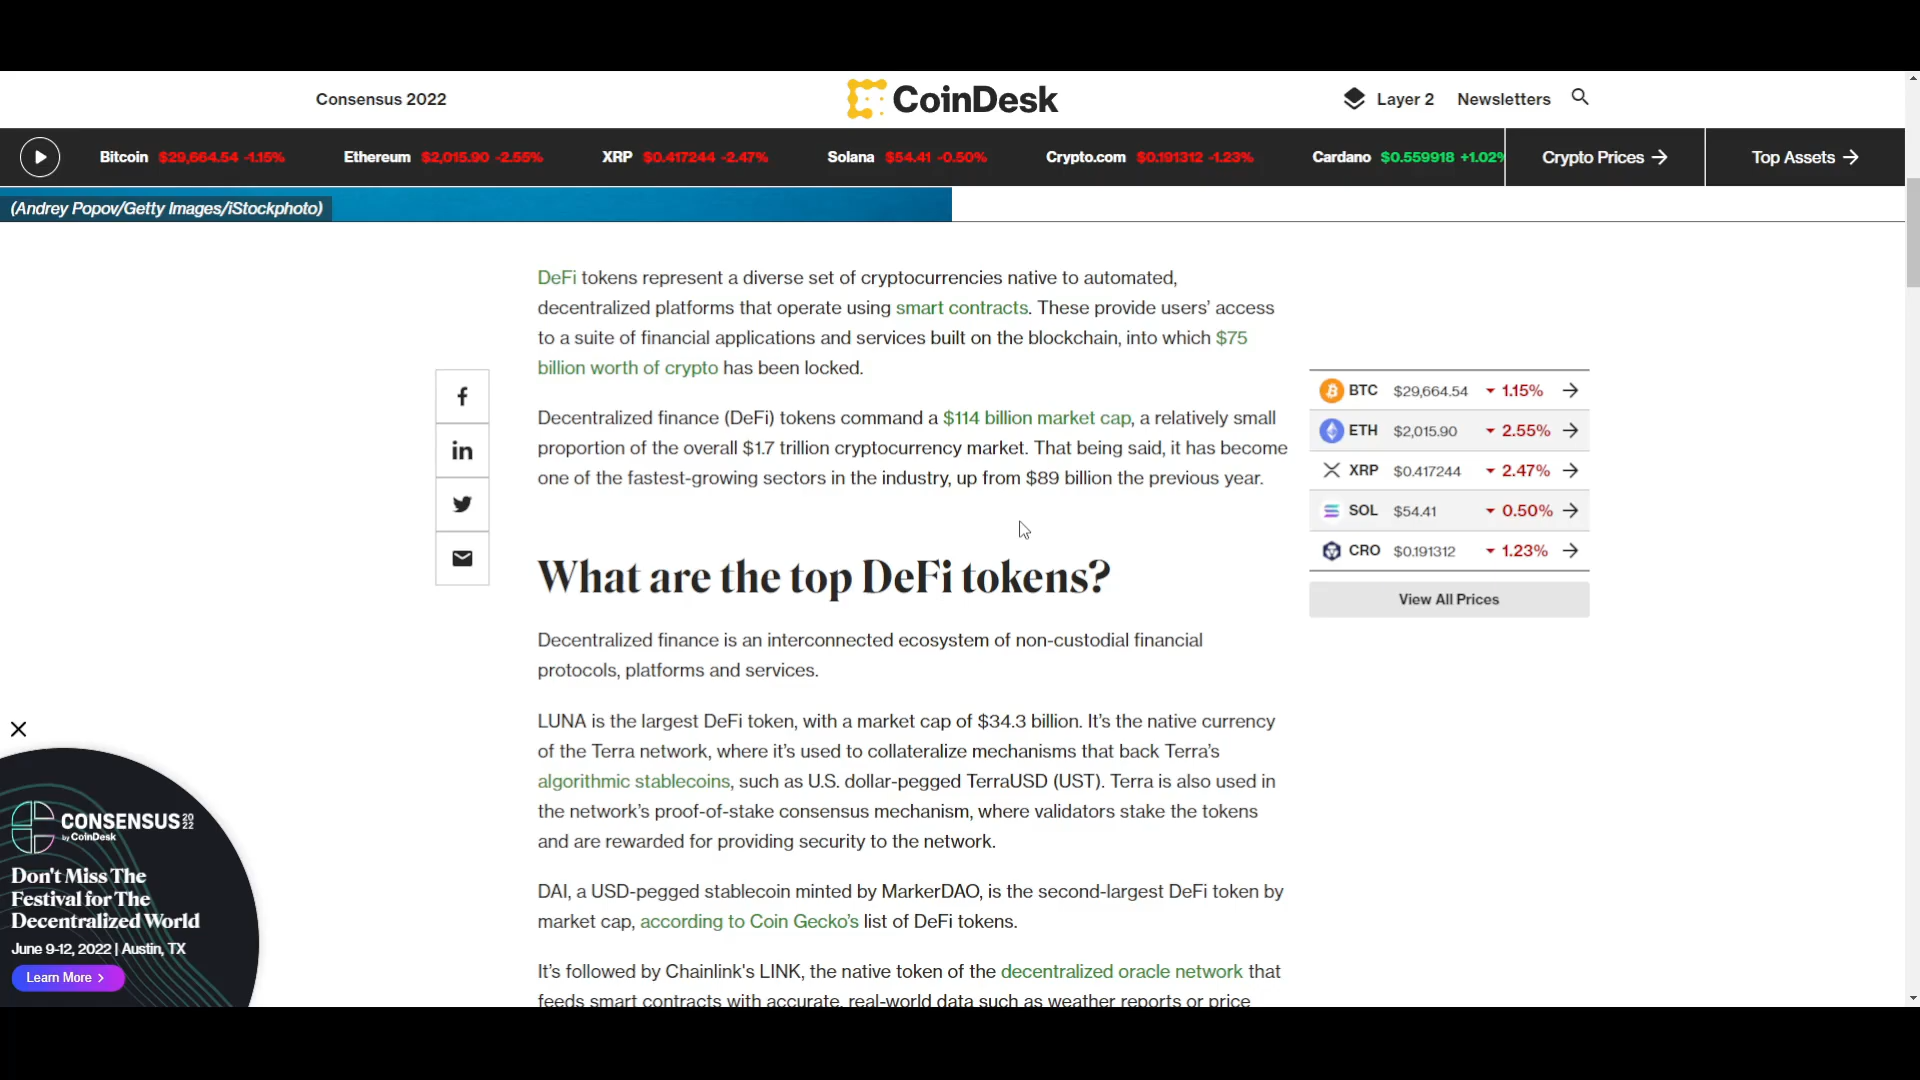 Consensus 2022
CoinDesk
Layer 2
Newsletters
Bitcoin $29,664.54 -1.15%
Ethereum $2,015.90 -2.55%
XRP $0.417244 -2.47%
Solana $54.41 -0.50%
Crypto.com $0.191312 -1.23%
Cardano $0.559918 +1.02%
Crypto Prices
Top Assets
(Andrey Popov/Getty Images/iStockphoto)
DeFi tokens represent a diverse set of cryptocurrencies native to automated,
decentralized platforms that operate using smart contracts. These provide users’ access
to a suite of financial applications and services built on the blockchain, into which $75
billion worth of crypto has been locked.
Decentralized finance (DeFi) tokens command a $114 billion market cap, a relatively small
proportion of the overall $1.7 trillion cryptocurrency market. That being said, it has become
one of the fastest-growing sectors in the industry, up from $89 billion the previous year.
What are the top DeFi tokens?
Decentralized finance is an interconnected ecosystem of non-custodial financial
protocols, platforms and services.
LUNA is the largest DeFi token, with a market cap of $34.3 billion. It’s the native currency
of the Terra network, where it’s used to collateralize mechanisms that back Terra’s
algorithmic stablecoins, such as U.S. dollar-pegged TerraUSD (UST). Terra is also used in
the network’s proof-of-stake consensus mechanism, where validators stake the tokens
and are rewarded for providing security to the network.
DAI, a USD-pegged stablecoin minted by MarkerDAO, is the second-largest DeFi token by
market cap, according to Coin Gecko’s list of DeFi tokens.
It’s followed by Chainlink's LINK, the native token of the decentralized oracle network that
feeds smart contracts with accurate, real-world data such as weather reports or price
BTC $29,664.54 1.15%
ETH $2,015.90 2.55%
XRP $0.417244 2.47%
SOL $54.41 0.50%
CRO $0.191312 1.23%
View All Prices
CONSENSUS 2022
by CoinDesk
Don't Miss The
Festival for The
Decentralized World
June 9-12, 2022 | Austin, TX
Learn More